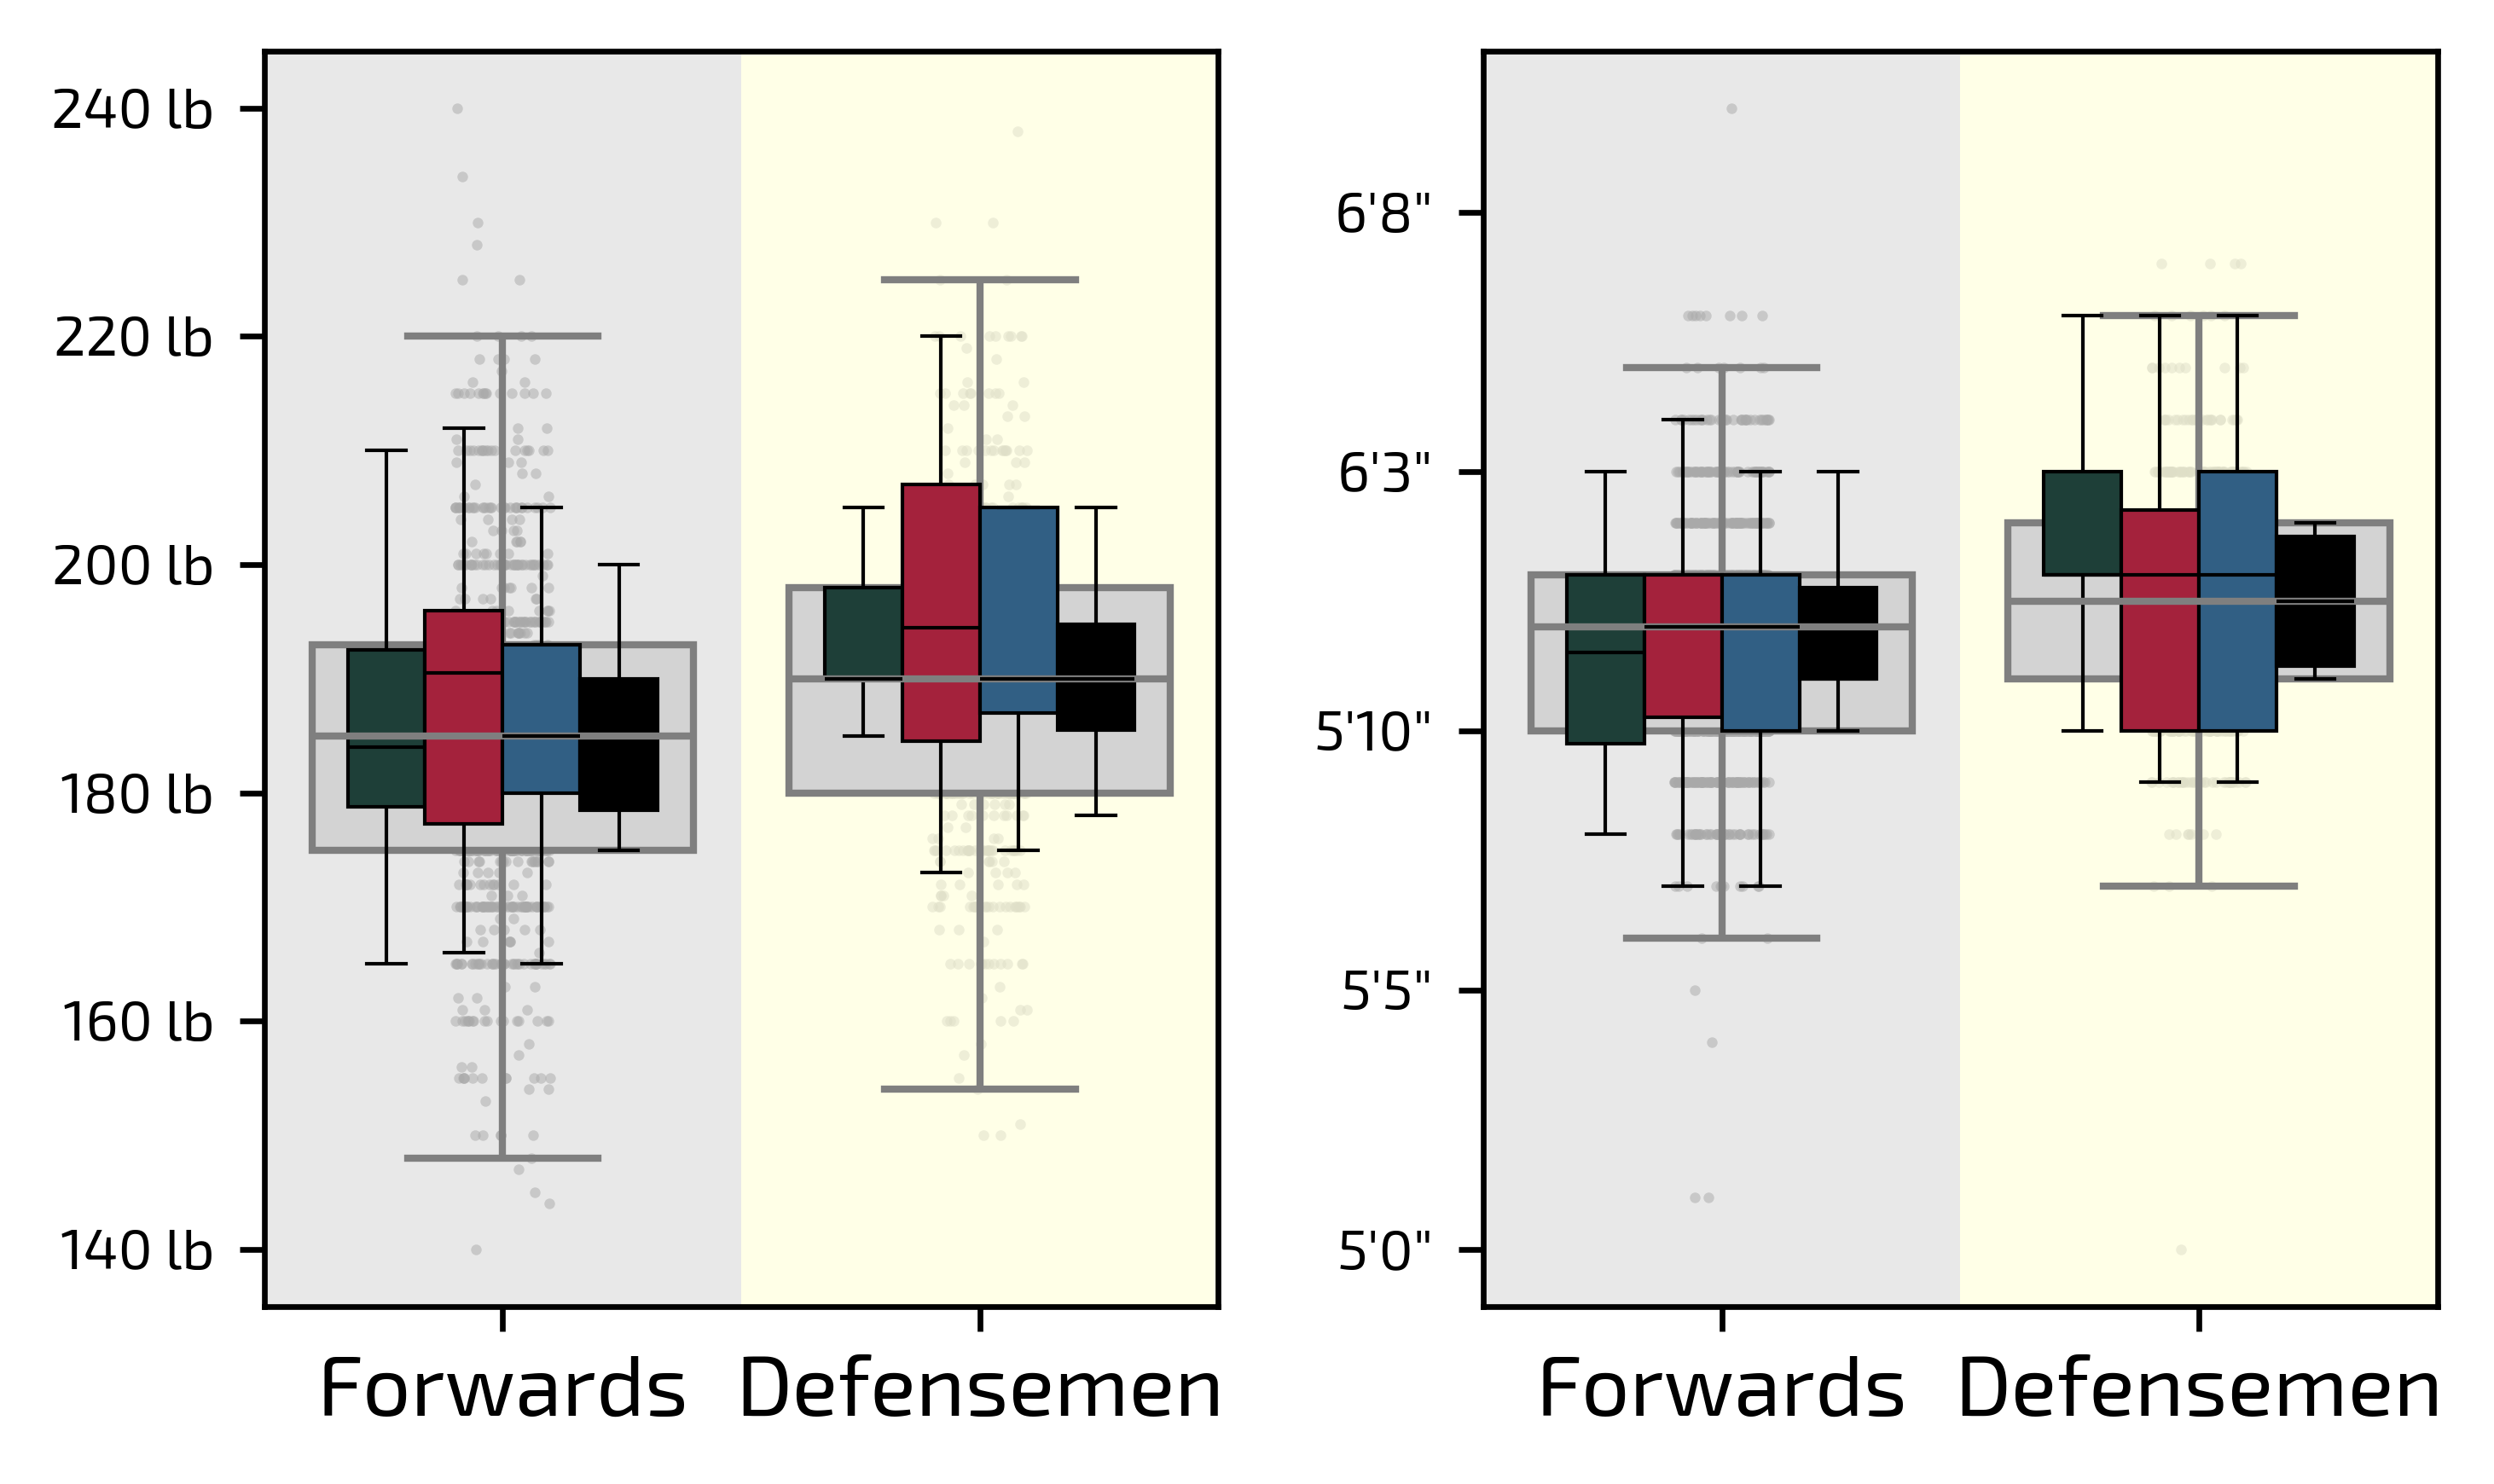 240 lb
220 lb
200 lb
180 lb
160 lb
140 lb
Forwards Defensemen
6'8"
6'3"
5'10"
5'5"
5'0"
Forwards Defensemen